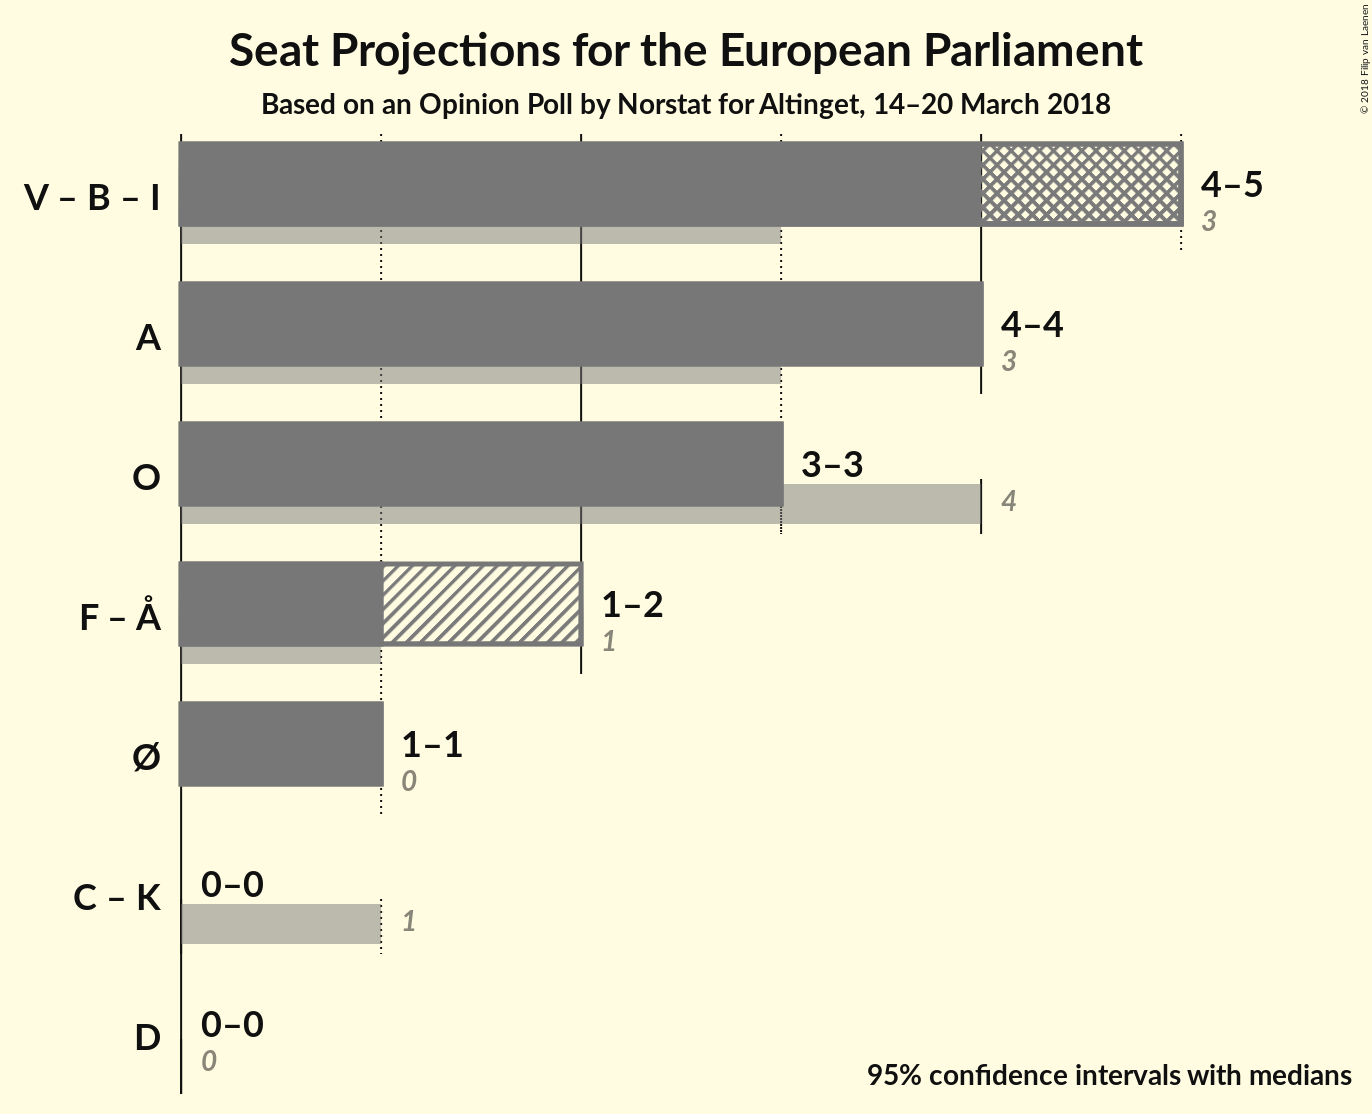 Seat Projections for the European Parliament
Based on an Opinion Poll by Norstat for Altinget, 14–20 March 2018
© 2018 Filip van Laenen
V – B – I
4–5
3
A
4–4
3
O
3–3
4
F – Å
1–2
1
Ø
1–1
0
C – K
0–0
1
D
0–0
0
95% confidence intervals with medians